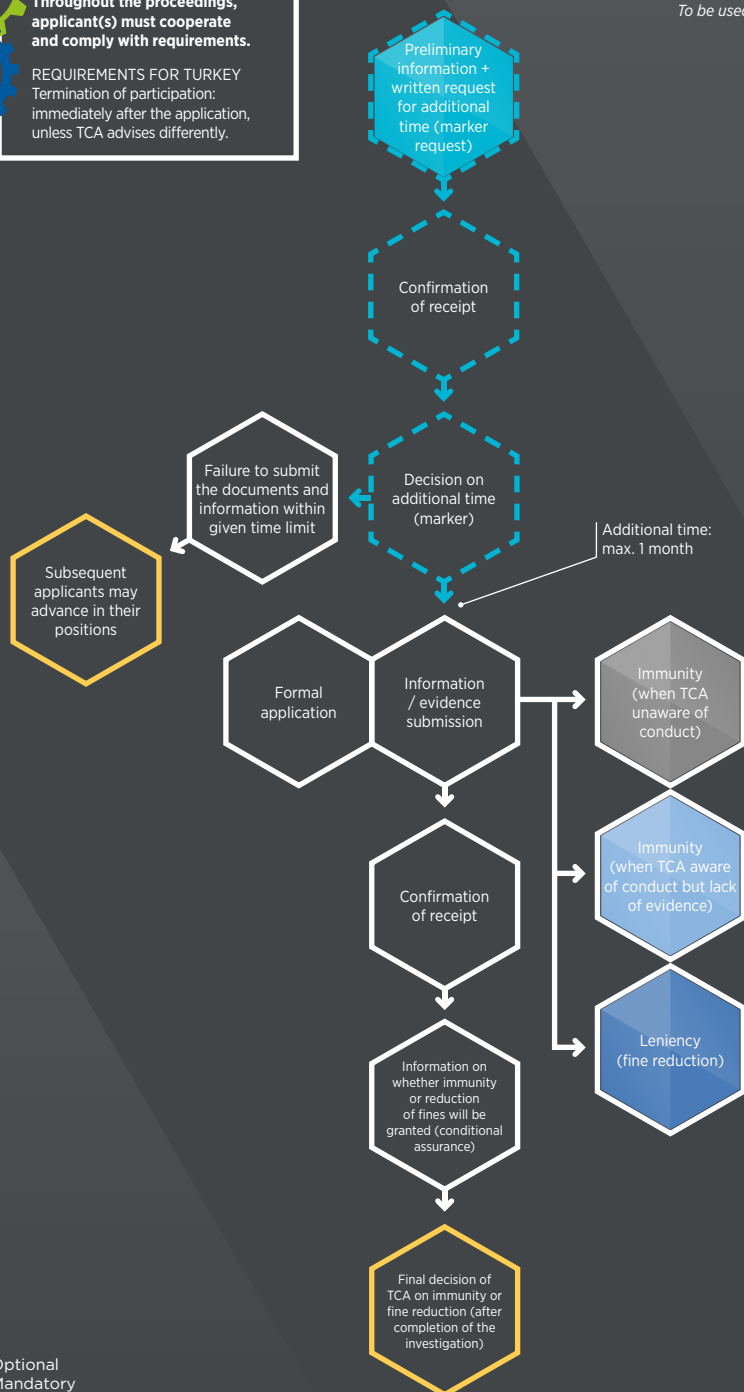 Throughout the proceedings,
applicant(s) must cooperate
and comply with requirements.
REQUIREMENTS FOR TURKEY
Termination of participation:
immediately after the application,
unless TCA advises differently.
To be used
Preliminary
information +
written request
for additional
time (marker
request)
Confirmation
of receipt
Decision on
additional time
(marker)
Failure to submit
the documents and
information within
given time limit
Subsequent
applicants may
advance in their
positions
Additional time:
max. 1 month
Formal
application
Information
/ evidence
submission
Immunity
(when TCA
unaware of
conduct)
Immunity
(when TCA aware
of conduct but lack
of evidence)
Leniency
(fine reduction)
Confirmation
of receipt
Information on
whether immunity
or reduction
of fines will be
granted (conditional
assurance)
Final decision of
TCA on immunity or
fine reduction (after
completion of the
investigation)
Optional
Mandatory